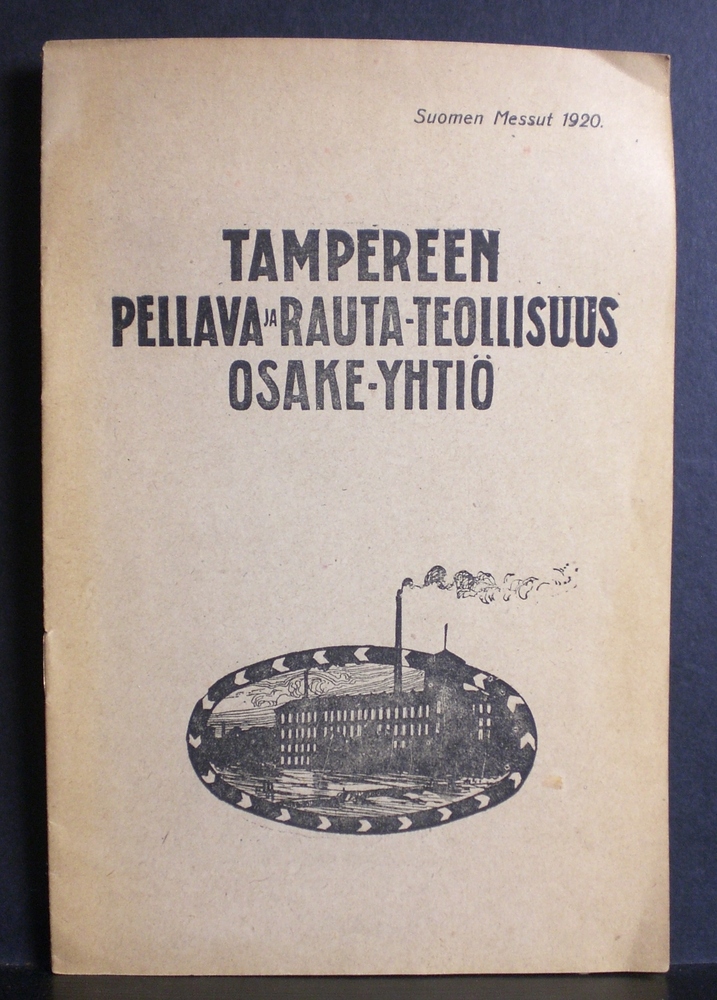 Suomen Messut 1920.
TAMPEREEN
PELLAVA JA RAUTA-TEOLLISUUS
OSAKE-YHTIÖ